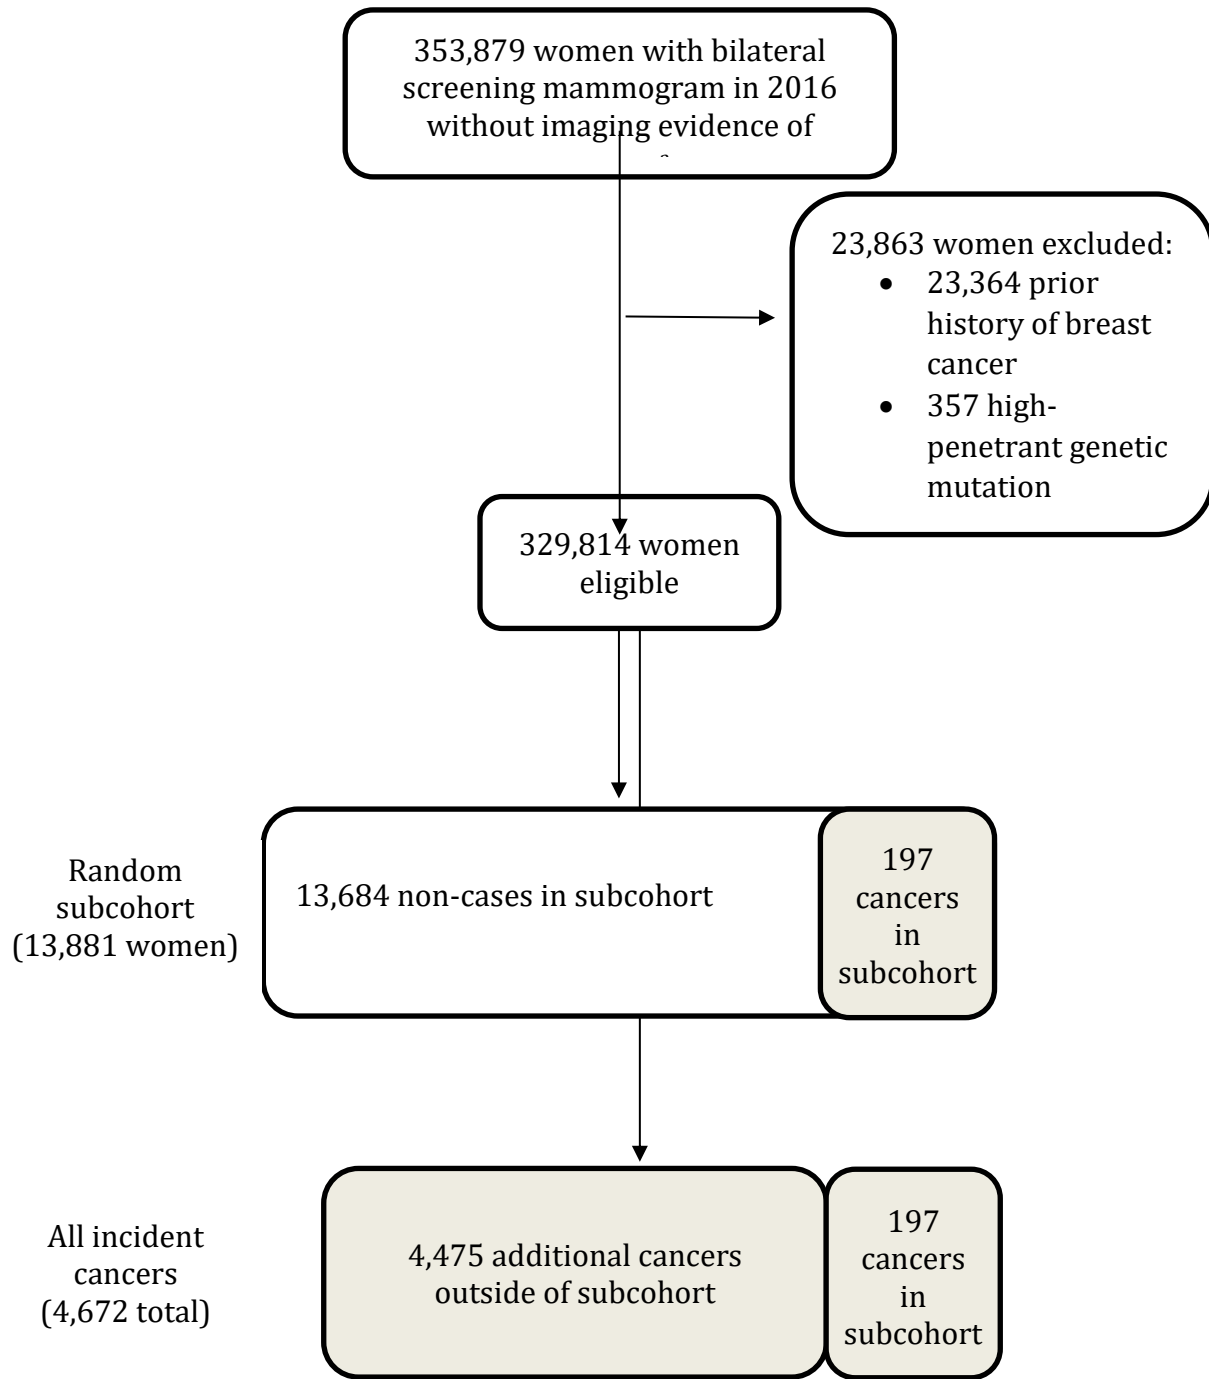 353,879 women with bilateral
screening mammogram in 2016
without imaging evidence of
23,863 women excluded:
• 23,364 prior
history of breast
cancer
• 357 high-
penetrant genetic
mutation
329,814 women
eligible
Random
subcohort
(13,881 women)
13,684 non-cases in subcohort
197
cancers
in
subcohort
All incident
cancers
(4,672 total)
4,475 additional cancers
outside of subcohort
197
cancers
in
subcohort